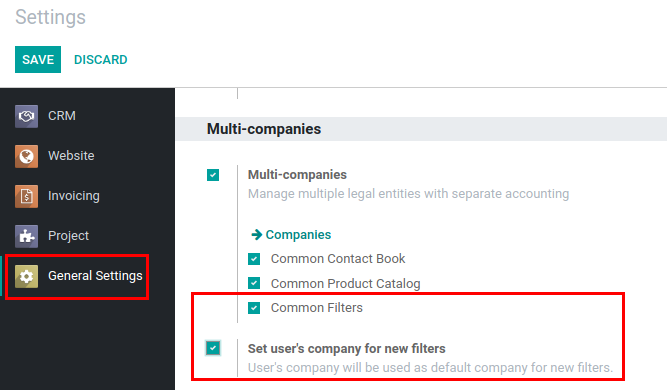 Settings
SAVE DISCARD
CRM
Website
Invoicing
Project
General Settings
Multi-companies
Multi-companies
Manage multiple legal entities with separate accounting
Companies
Common Contact Book
Common Product Catalog
Common Filters
Set user's company for new filters
User's company will be used as default company for new filters.